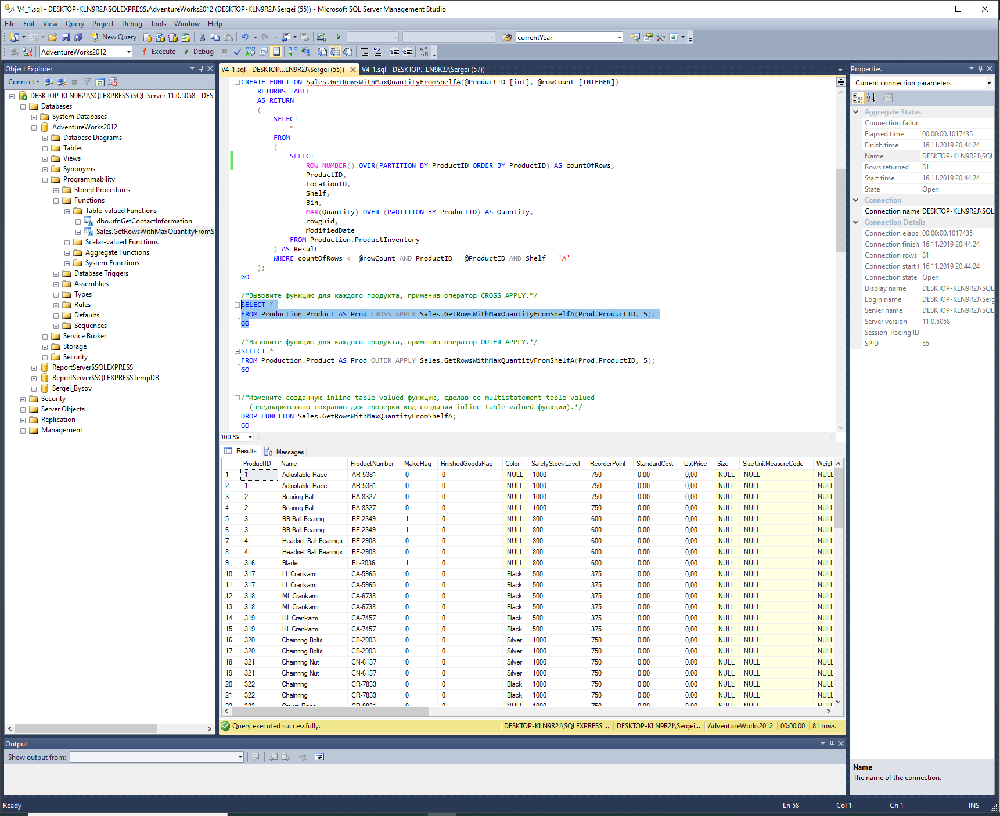 V4_1.sql - DESKTOP-KLN9R2J\SQLEXPRESS.AdventureWorks2012 (DESKTOP-KLN9R2J\Sergei (55)) - Microsoft SQL Server Management Studio
File Edit View Query Project Debug Tools Window Help
New Query currentYear
AdventureWorks2012 Execute Debug
Object Explorer
Connect
DESKTOP-KLN9R2J\SQLEXPRESS (SQL Server 11.0.5058 - DESI
Databases
System Databases
AdventureWorks2012
Database Diagrams
Tables
Views
Synonyms
Programmability
Stored Procedures
Functions
Table-valued Functions
dbo.ufnGetContactInformation
Sales.GetRowsWithMaxQuantityFromS
Scalar-valued Functions
Aggregate Functions
System Functions
Database Triggers
Assemblies
Types
Rules
Defaults
Sequences
Service Broker
Storage
Security
ReportServer$SQLEXPRESS
ReportServer$SQLEXPRESSTempDB
Sergei_Bysov
Security
Server Objects
Replication
Management
V4_1.sql - DESKTOP...LN9R2J\Sergei (55)) V4_1.sql - DESKTOP...LN9R2J\Sergei (57))
CREATE FUNCTION Sales.GetRowsWithMaxQuantityFromShelfA(@ProductID [int], @rowCount [INTEGER])
RETURNS TABLE
AS RETURN
(
SELECT
*
FROM
(
SELECT
ROW_NUMBER() OVER(PARTITION BY ProductID ORDER BY ProductID) AS countOfRows,
ProductID,
LocationID,
Shelf,
Bin,
MAX(Quantity) OVER (PARTITION BY ProductID) AS Quantity,
rowguid,
ModifiedDate
FROM Production.ProductInventory
) AS Result
WHERE countOfRows <= @rowCount AND ProductID = @ProductID AND Shelf = 'A'
);
GO
/*Вызовите функцию для каждого продукта, применив оператор CROSS APPLY.*/
SELECT *
FROM Production.Product AS Prod CROSS APPLY Sales.GetRowsWithMaxQuantityFromShelfA(Prod.ProductID, 5);
GO
/*Вызовите функцию для каждого продукта, применив оператор OUTER APPLY.*/
SELECT *
FROM Production.Product AS Prod OUTER APPLY Sales.GetRowsWithMaxQuantityFromShelfA(Prod.ProductID, 5);
GO
/*Измените созданную inline table-valued функцию, сделав ее multistatement table-valued
(предварительно сохранив для проверки код создания inline table-valued функции).*/
DROP FUNCTION Sales.GetRowsWithMaxQuantityFromShelfA;
GO
100 %
Results Messages
ProductID Name ProductNumber MakeFlag FinishedGoodsFlag Color SafetyStockLevel ReorderPoint StandardCost ListPrice Size SizeUnitMeasureCode Weigh
1 1 Adjustable Race AR-5381 0 0 NULL 1000 750 0,00 0,00 NULL NULL NULL
2 1 Adjustable Race AR-5381 0 0 NULL 1000 750 0,00 0,00 NULL NULL NULL
3 2 Bearing Ball BA-8327 0 0 NULL 1000 750 0,00 0,00 NULL NULL NULL
4 2 Bearing Ball BA-8327 0 0 NULL 1000 750 0,00 0,00 NULL NULL NULL
5 3 BB Ball Bearing BE-2349 1 0 NULL 800 600 0,00 0,00 NULL NULL NULL
6 3 BB Ball Bearing BE-2349 1 0 NULL 800 600 0,00 0,00 NULL NULL NULL
7 4 Headset Ball Bearings BE-2908 0 0 NULL 800 600 0,00 0,00 NULL NULL NULL
8 4 Headset Ball Bearings BE-2908 0 0 NULL 800 600 0,00 0,00 NULL NULL NULL
9 316 Blade BL-2036 1 0 NULL 800 600 0,00 0,00 NULL NULL NULL
10 317 LL Crankarm CA-5965 0 0 Black 500 375 0,00 0,00 NULL NULL NULL
11 317 LL Crankarm CA-5965 0 0 Black 500 375 0,00 0,00 NULL NULL NULL
12 318 ML Crankarm CA-6738 0 0 Black 500 375 0,00 0,00 NULL NULL NULL
13 318 ML Crankarm CA-6738 0 0 Black 500 375 0,00 0,00 NULL NULL NULL
14 319 HL Crankarm CA-7457 0 0 Black 500 375 0,00 0,00 NULL NULL NULL
15 319 HL Crankarm CA-7457 0 0 Black 500 375 0,00 0,00 NULL NULL NULL
16 320 Chainring Bolts CB-2903 0 0 Silver 1000 750 0,00 0,00 NULL NULL NULL
17 320 Chainring Bolts CB-2903 0 0 Silver 1000 750 0,00 0,00 NULL NULL NULL
18 321 Chainring Nut CN-6137 0 0 Silver 1000 750 0,00 0,00 NULL NULL NULL
19 321 Chainring Nut CN-6137 0 0 Silver 1000 750 0,00 0,00 NULL NULL NULL
20 322 Chainring CR-7833 0 0 Black 1000 750 0,00 0,00 NULL NULL NULL
21 322 Chainring CR-7833 0 0 Black 1000 750 0,00 0,00 NULL NULL NULL
22 323 Crown Race CR-9981 0 0 NULL 1000 750 0,00 0,00 NULL NULL NULL
Query executed successfully. DESKTOP-KLN9R2J\SQLEXPRESS ... DESKTOP-KLN9R2J\Sergei... AdventureWorks2012 00:00:00 81 rows
Properties
Current connection parameters
Aggregate Status
Connection failure
Elapsed time 00:00:00.1017435
Finish time 16.11.2019 20:44:24
Name DESKTOP-KLN9R2J\SQL
Rows returned 81
Start time 16.11.2019 20:44:24
State Open
Connection
Connection name DESKTOP-KLN9R2J\SQL
Connection Details
Connection elaps 00:00:00.1017435
Connection finish 16.11.2019 20:44:24
Connection rows 81
Connection start t 16.11.2019 20:44:24
Connection state Open
Display name DESKTOP-KLN9R2J\SQL
Login name DESKTOP-KLN9R2J\Serg
Server name DESKTOP-KLN9R2J\SQL
Server version 11.0.5058
Session Tracing ID
SPID 55
Name
The name of the connection.
Output
Show output from:
Ready Ln 58 Col 1 Ch 1 INS